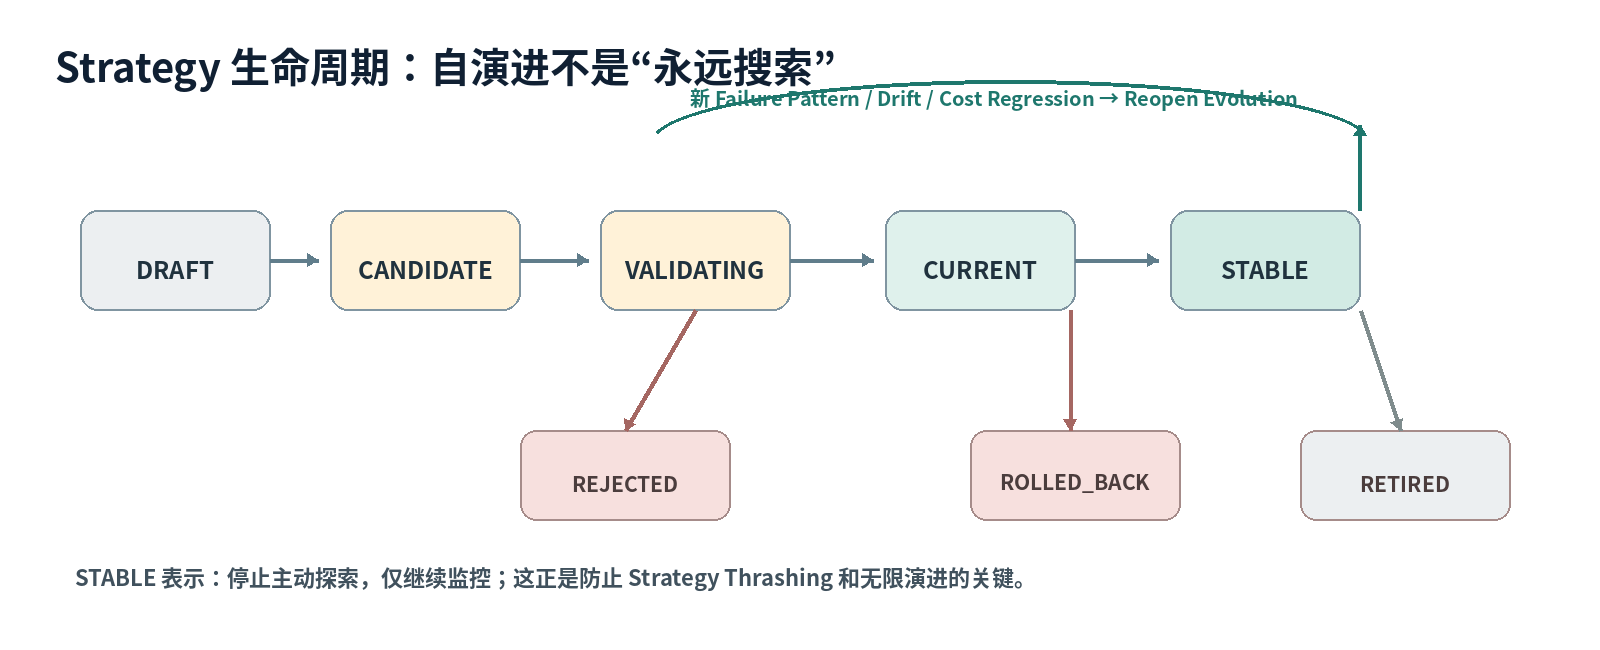 Strategy 生命周期：自演进不是“永远搜索”
新 Failure Pattern / Drift / Cost Regression → Reopen Evolution
DRAFT
CANDIDATE
VALIDATING
CURRENT
STABLE
REJECTED
ROLLED_BACK
RETIRED
STABLE 表示：停止主动探索，仅继续监控；这正是防止 Strategy Thrashing 和无限演进的关键。